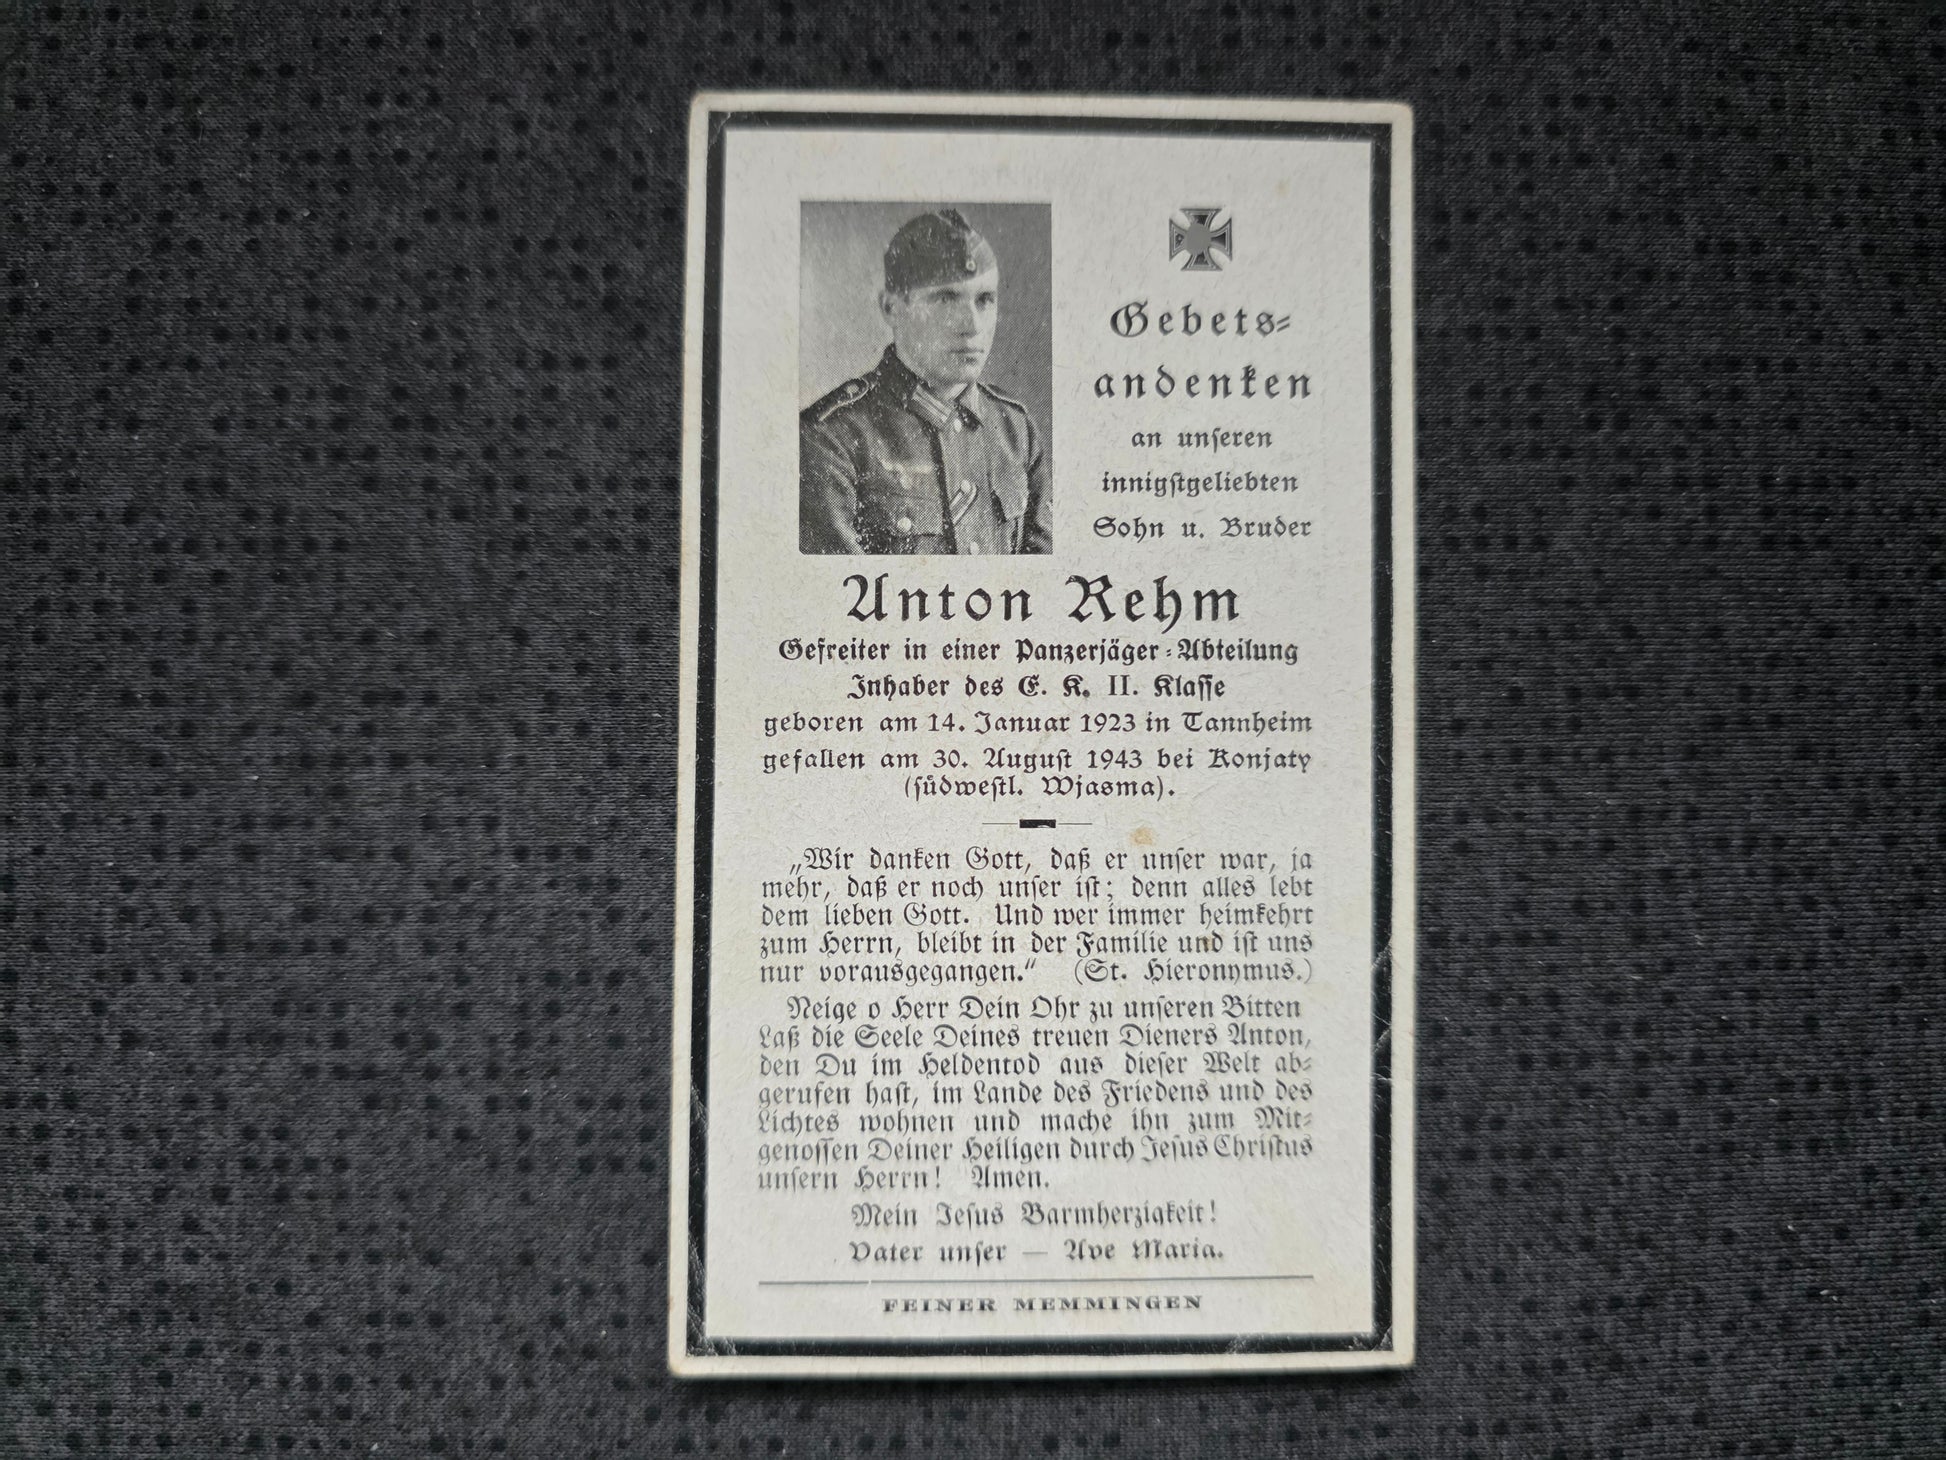 Gebets-
andenken
an unseren
innigstgeliebten
Sohn u. Bruder
Anton Rehm
Gefreiter in einer Panzerjäger-Abteilung
Inhaber des E. K. II. Klasse
geboren am 14. Januar 1923 in Tannheim
gefallen am 30. August 1943 bei Konjaty
(südwestl. Wjasma).
„Wir danken Gott, daß er unser war, ja
mehr, daß er noch unser ist; denn alles lebt
dem lieben Gott. Und wer immer heimkehrt
zum Herrn, bleibt in der Familie und ist uns
nur vorausgegangen.“ (St. Hieronymus.)
Neige o Herr Dein Ohr zu unseren Bitten
Laß die Seele Deines treuen Dieners Anton,
den Du im Heldentod aus dieser Welt ab-
gerufen hast, im Lande des Friedens und des
Lichtes wohnen und mache ihn zum Mit-
genossen Deiner Heiligen durch Jesus Christus
unsern Herrn! Amen.
Mein Jesus Barmherzigkeit!
Vater unser — Ave Maria.
FEINER MEMMINGEN